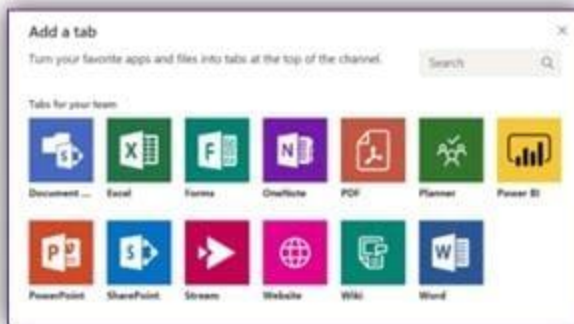 Add a tab
Turn your favorite apps and files into tabs at the top of the channel.
Search
Tabs for your team
Document ...
Excel
Forms
OneNote
PDF
Planner
Power BI
PowerPoint
SharePoint
Stream
Website
Wiki
Word